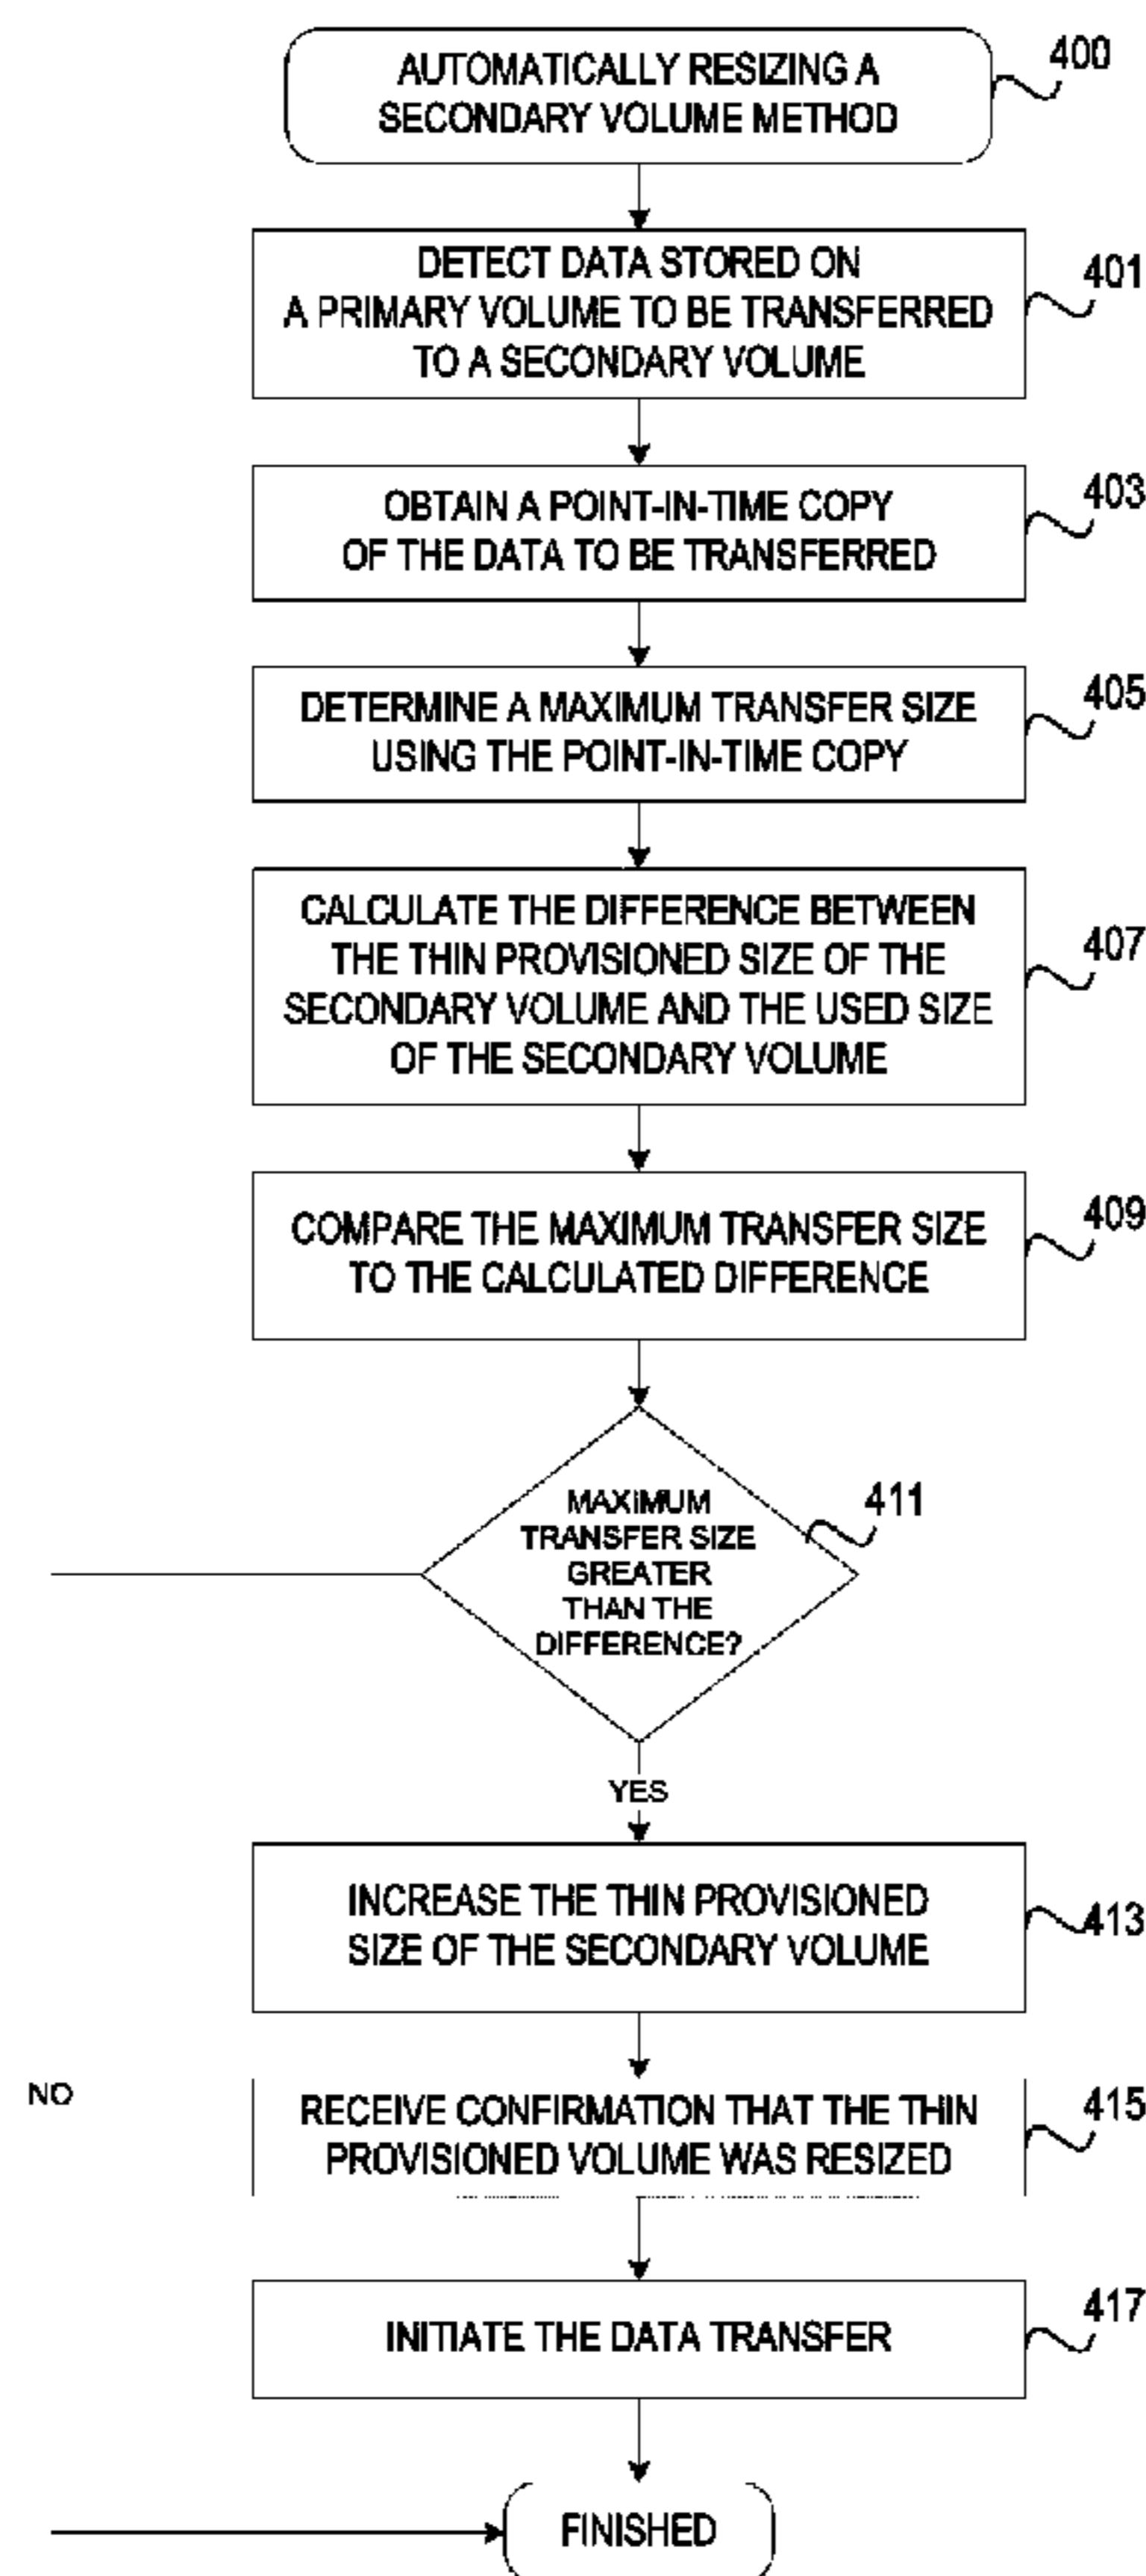 AUTOMATICALLY RESIZING A
SECONDARY VOLUME METHOD
400
DETECT DATA STORED ON
A PRIMARY VOLUME TO BE TRANSFERRED
TO A SECONDARY VOLUME
401
OBTAIN A POINT-IN-TIME COPY
OF THE DATA TO BE TRANSFERRED
403
DETERMINE A MAXIMUM TRANSFER SIZE
USING THE POINT-IN-TIME COPY
405
CALCULATE THE DIFFERENCE BETWEEN
THE THIN PROVISIONED SIZE OF THE
SECONDARY VOLUME AND THE USED SIZE
OF THE SECONDARY VOLUME
407
COMPARE THE MAXIMUM TRANSFER SIZE
TO THE CALCULATED DIFFERENCE
409
MAXIMUM
TRANSFER SIZE
GREATER
THAN THE
DIFFERENCE?
411
YES
INCREASE THE THIN PROVISIONED
SIZE OF THE SECONDARY VOLUME
413
NO
RECEIVE CONFIRMATION THAT THE THIN
PROVISIONED VOLUME WAS RESIZED
415
INITIATE THE DATA TRANSFER
417
FINISHED